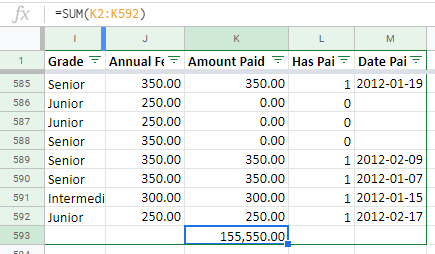 fx =SUM(K2:K592)
I J K L M
1 Grade Annual Fe Amount Paid Has Pai Date Pai
585 Senior 350.00 350.00 1 2012-01-19
586 Junior 250.00 0.00 0
587 Junior 250.00 0.00 0
588 Senior 350.00 0.00 0
589 Senior 350.00 350.00 1 2012-02-09
590 Senior 350.00 350.00 1 2012-01-07
591 Intermedi 300.00 300.00 1 2012-01-15
592 Junior 250.00 250.00 1 2012-02-17
593 155,550.00